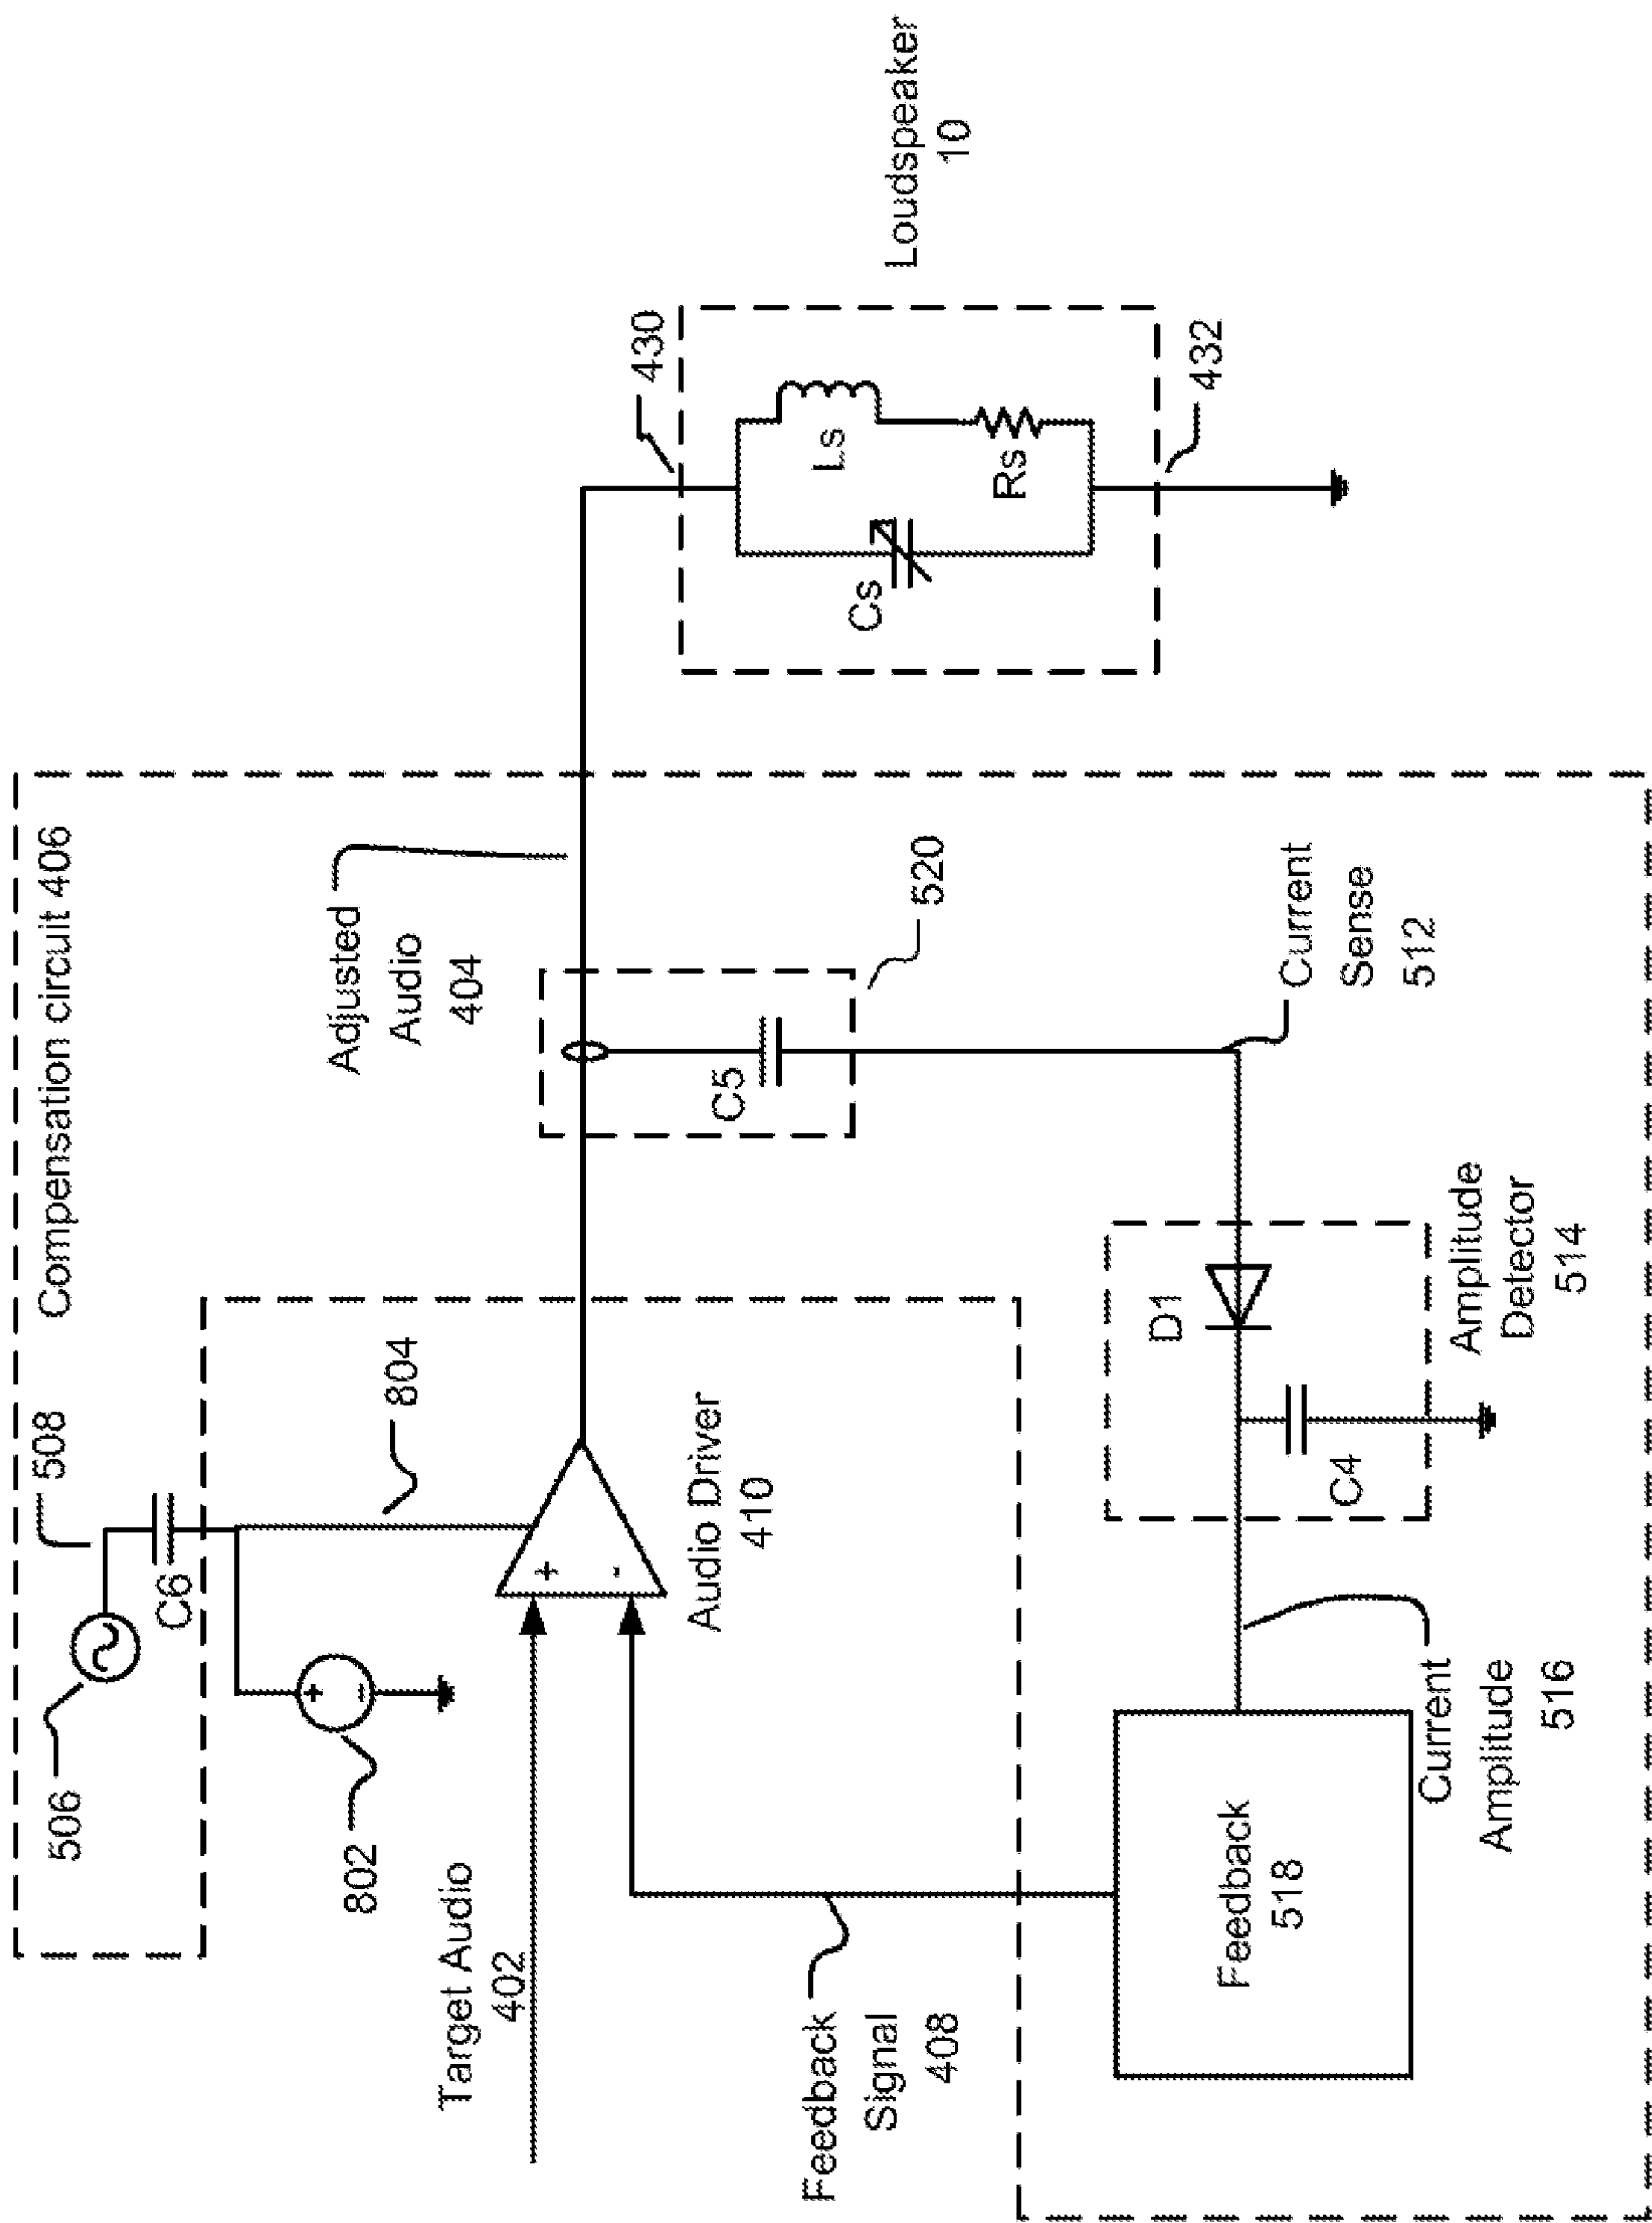 Compensation circuit 406
508
506
C6
804
802
Target Audio
402
+
-
+
-
Audio Driver
410
Adjusted
Audio
404
C5
520
430
Loudspeaker
10
Ls
Cs
Rs
432
Feedback
Signal
408
Feedback
518
D1
C4
Current
Sense
512
Amplitude
Detector
514
Current
Amplitude
516